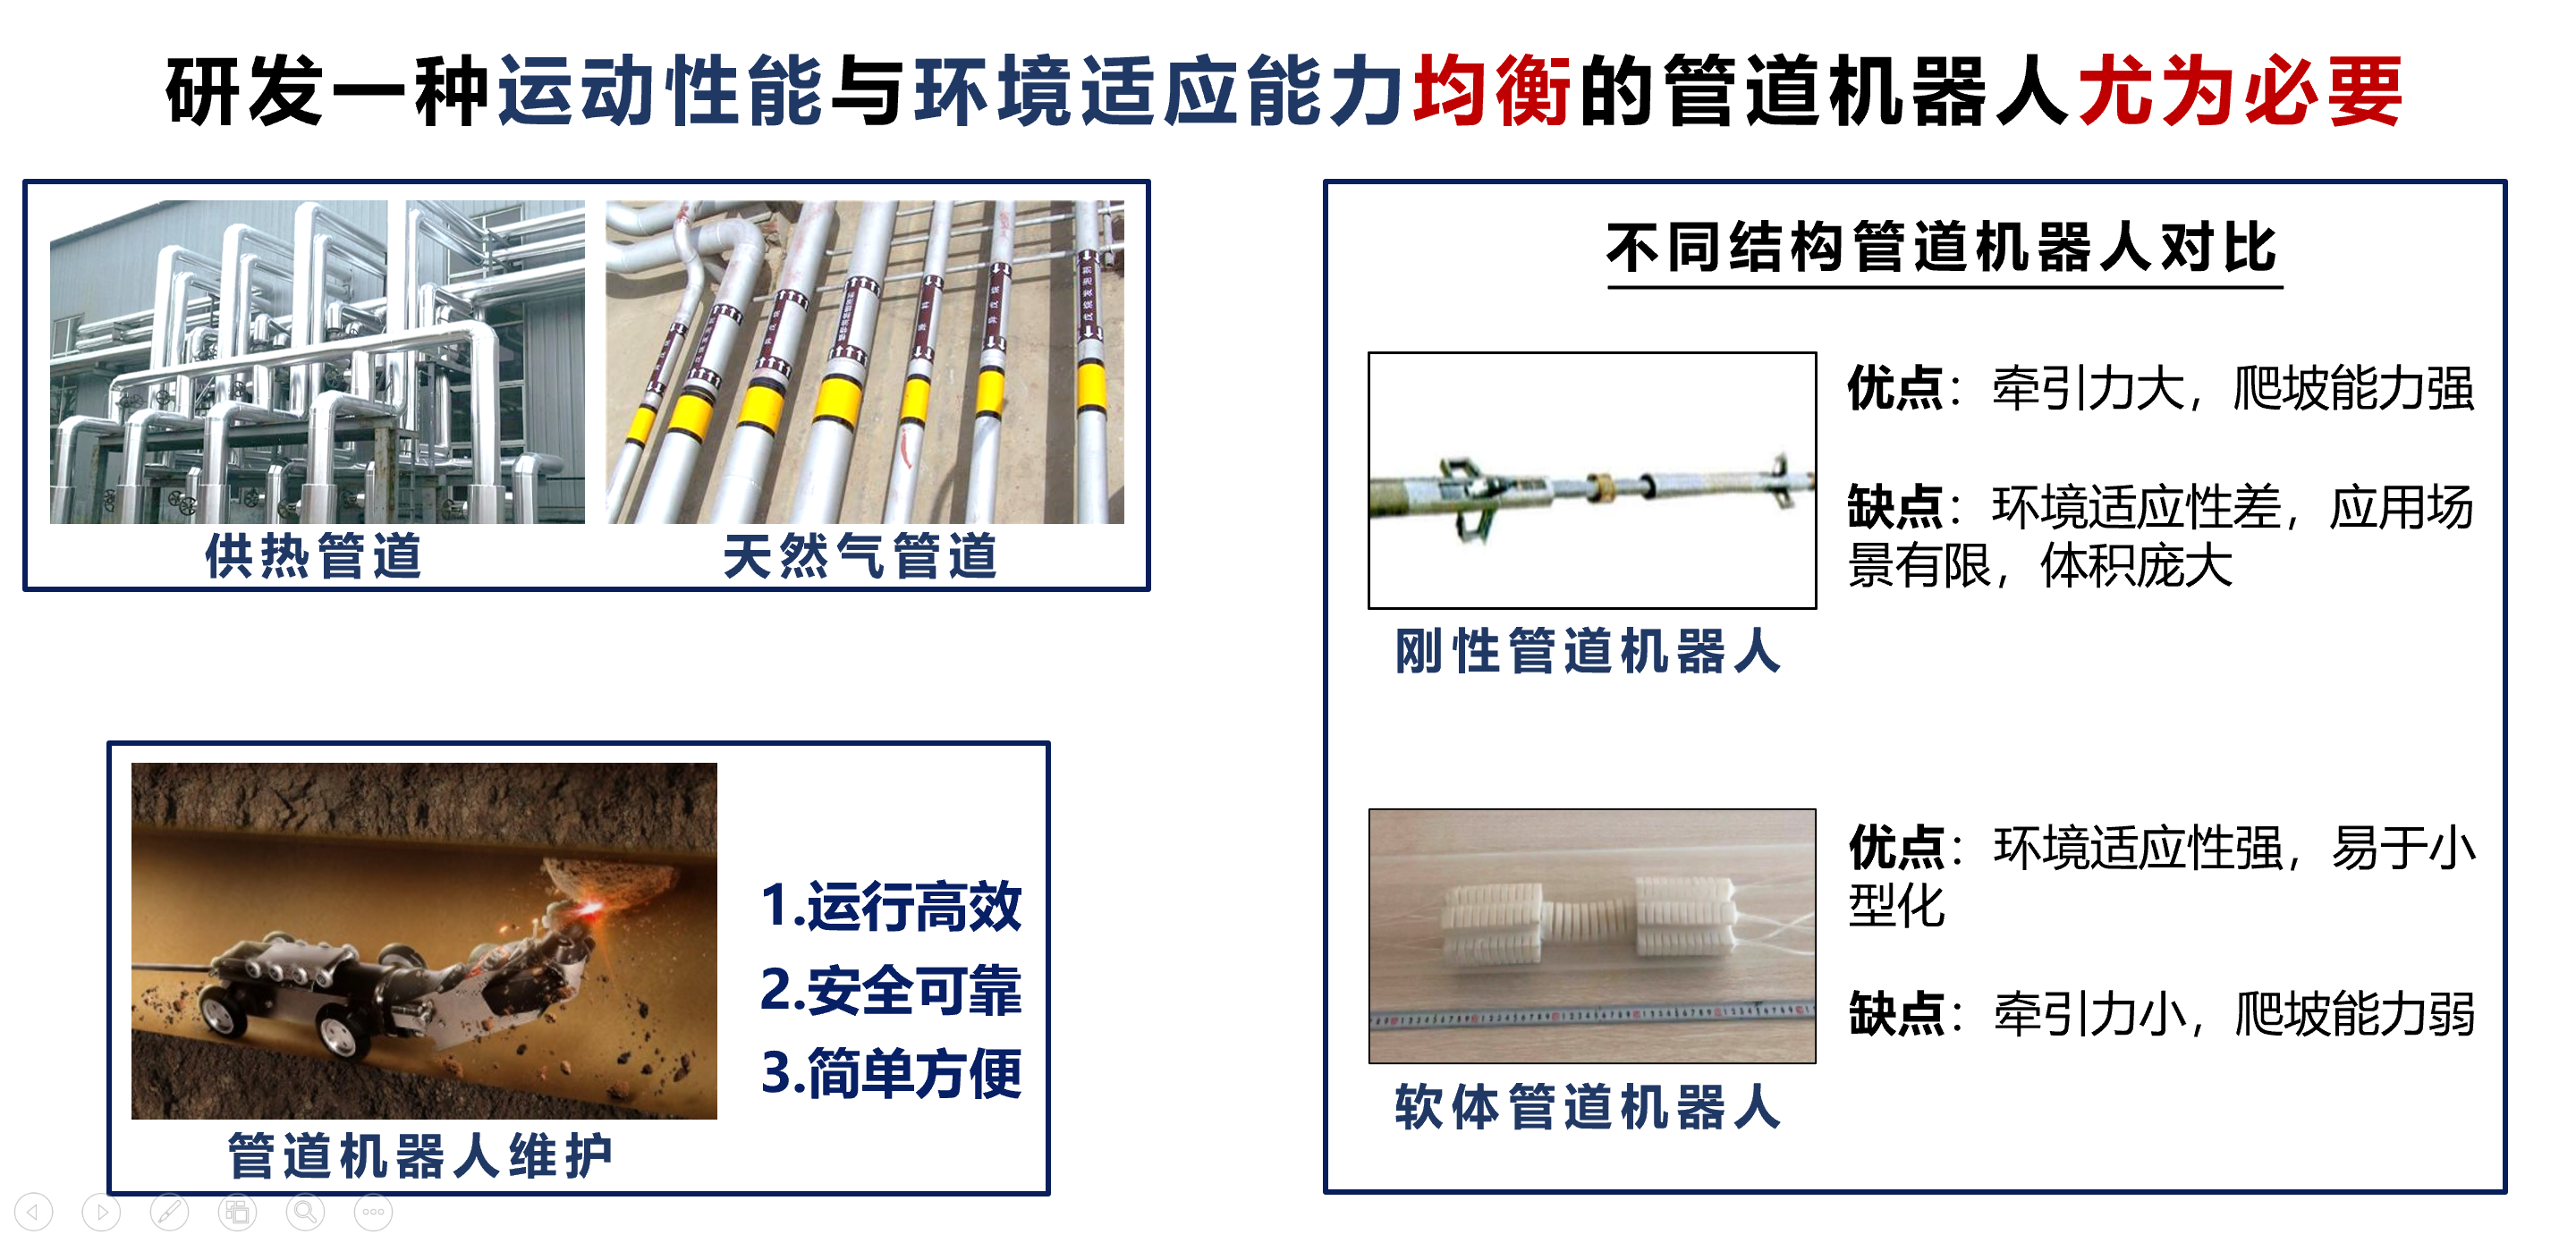 研发一种运动性能与环境适应能力均衡的管道机器人尤为必要
供热管道
天然气管道
1.运行高效
2.安全可靠
3.简单方便
管道机器人维护
不同结构管道机器人对比
优点：牵引力大，爬坡能力强
缺点：环境适应性差，应用场
景有限，体积庞大
刚性管道机器人
优点：环境适应性强，易于小
型化
缺点：牵引力小，爬坡能力弱
软体管道机器人